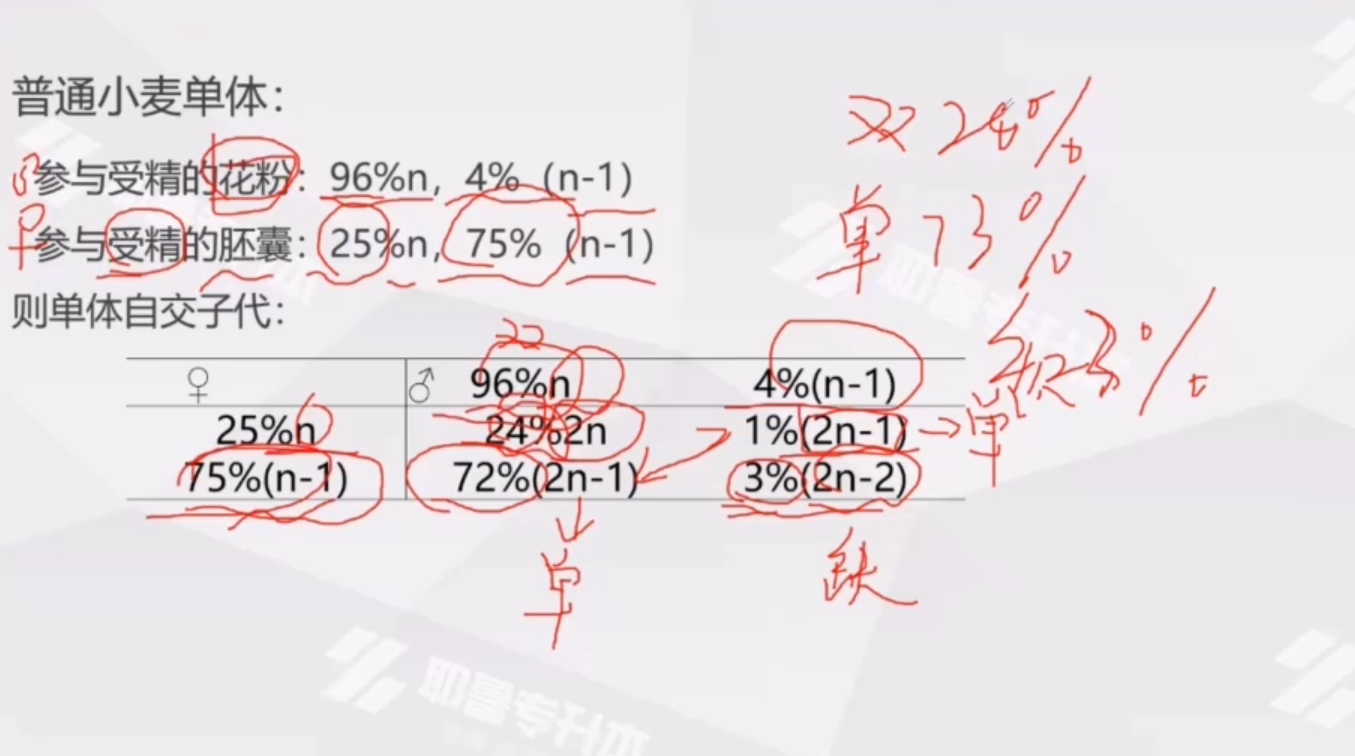 普通小麦单体：
双 24%
♂参与受精的花粉：96%n，4%（n-1）
♀参与受精的胚囊：25%n，75%（n-1）
单 73%
则单体自交子代：
双
♀ ♂ 96%n 4%(n-1)
缺 3%
25%n 24%2n 1%(2n-1) →单
75%(n-1) 72%(2n-1) 3%(2n-2)
单
缺
耶鲁专升本